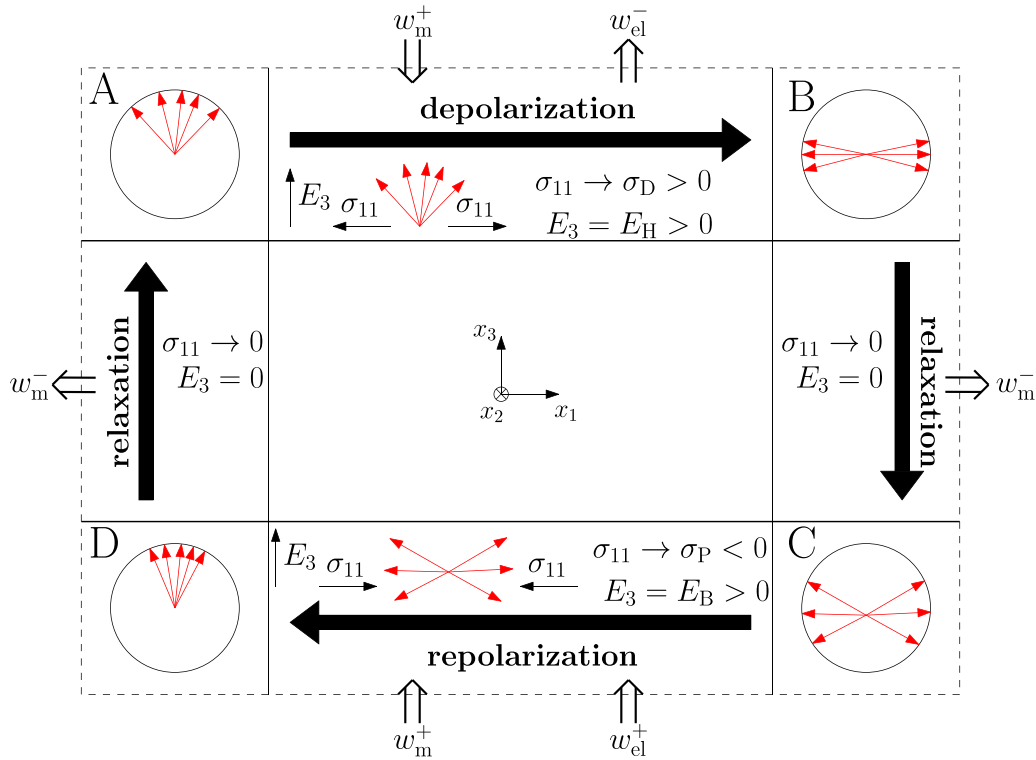 w_m^+ w_el^-
A
depolarization
B
E_3 σ_11 σ_11 σ_11 → σ_D > 0
E_3 = E_H > 0
relaxation
σ_11 → 0
E_3 = 0
w_m^-
x_3
x_2 x_1
σ_11 → 0
E_3 = 0
relaxation
w_m^-
D
E_3 σ_11 σ_11 σ_11 → σ_P < 0
E_3 = E_B > 0
C
repolarization
w_m^+ w_el^+